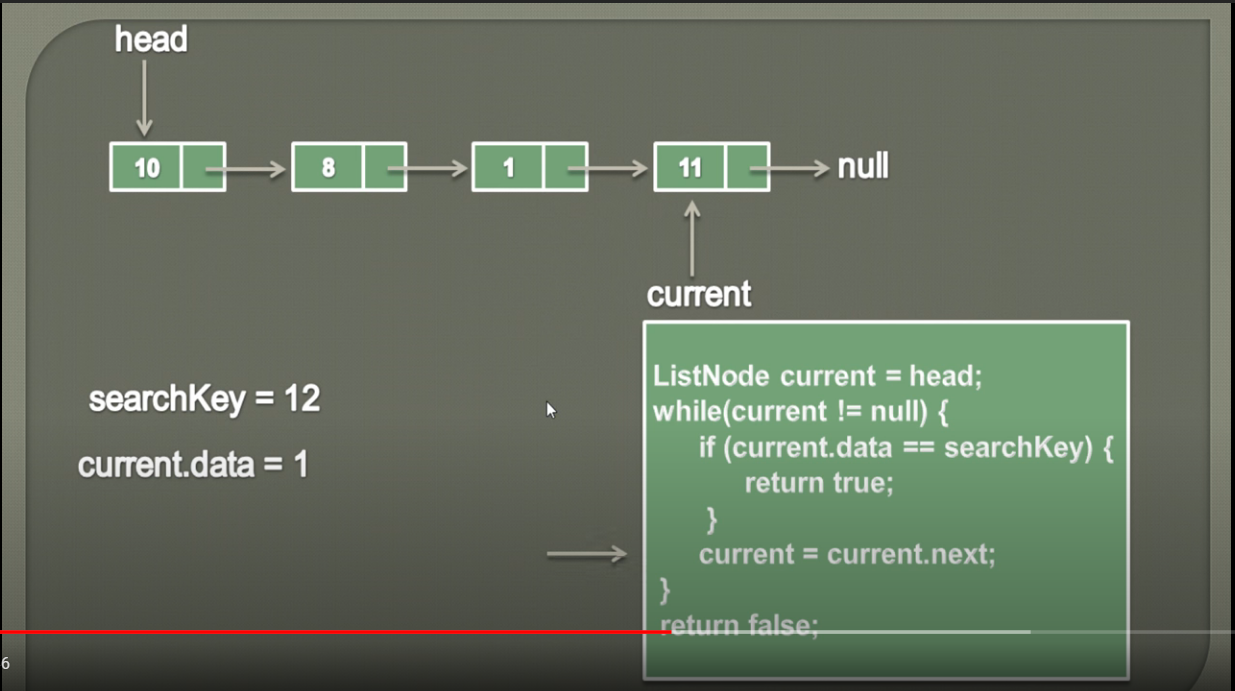 head
10 8 1 11 null
current
searchKey = 12
current.data = 1
ListNode current = head;
while(current != null) {
if (current.data == searchKey) {
return true;
}
current = current.next;
}
return false;
6